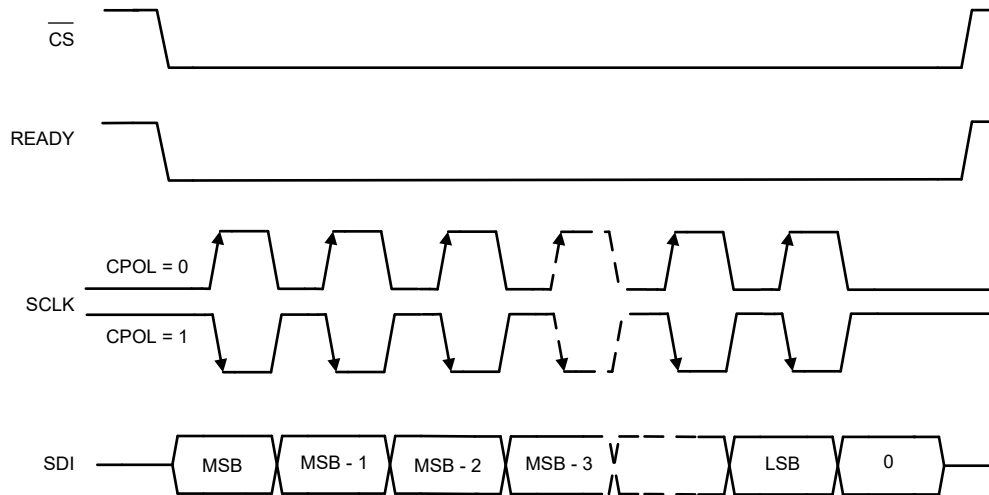 CS
READY
CPOL = 0
SCLK
CPOL = 1
SDI
MSB
MSB - 1
MSB - 2
MSB - 3
LSB
0